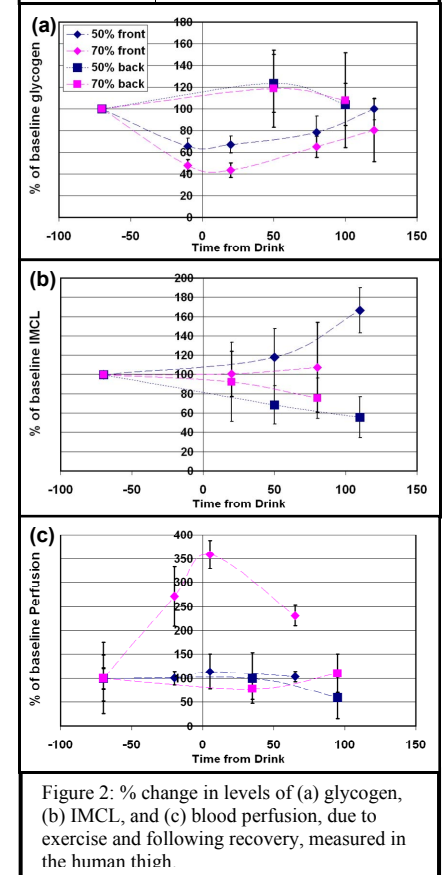 (a)
50% front
70% front
50% back
70% back
% of baseline glycogen
180
160
140
120
100
80
60
40
20
0
-100 -50 0 50 100 150
Time from Drink
(b)
% of baseline IMCL
200
180
160
140
120
100
80
60
40
20
0
-100 -50 0 50 100 150
Time from Drink
(c)
% of baseline Perfusion
400
350
300
250
200
150
100
50
0
-100 -50 0 50 100 150
Time from Drink
Figure 2: % change in levels of (a) glycogen,
(b) IMCL, and (c) blood perfusion, due to
exercise and following recovery, measured in
the human thigh.